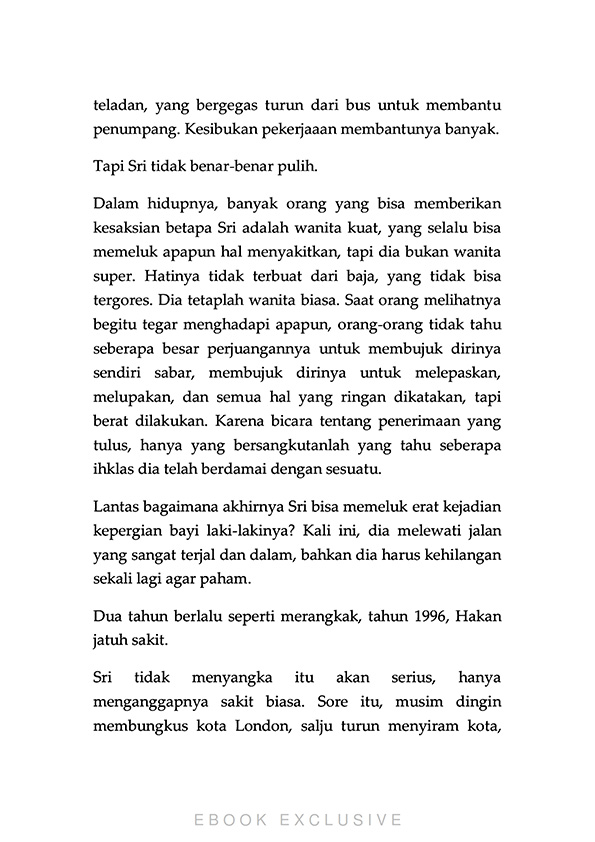 teladan, yang bergegas turun dari bus untuk membantu
penumpang. Kesibukan pekerjaaan membantunya banyak.
Tapi Sri tidak benar-benar pulih.
Dalam hidupnya, banyak orang yang bisa memberikan
kesaksian betapa Sri adalah wanita kuat, yang selalu bisa
memeluk apapun hal menyakitkan, tapi dia bukan wanita
super. Hatinya tidak terbuat dari baja, yang tidak bisa
tergores. Dia tetaplah wanita biasa. Saat orang melihatnya
begitu tegar menghadapi apapun, orang-orang tidak tahu
seberapa besar perjuangannya untuk membujuk dirinya
sendiri sabar, membujuk dirinya untuk melepaskan,
melupakan, dan semua hal yang ringan dikatakan, tapi
berat dilakukan. Karena bicara tentang penerimaan yang
tulus, hanya yang bersangkutanlah yang tahu seberapa
ihklas dia telah berdamai dengan sesuatu.
Lantas bagaimana akhirnya Sri bisa memeluk erat kejadian
kepergian bayi laki-lakinya? Kali ini, dia melewati jalan
yang sangat terjal dan dalam, bahkan dia harus kehilangan
sekali lagi agar paham.
Dua tahun berlalu seperti merangkak, tahun 1996, Hakan
jatuh sakit.
Sri tidak menyangka itu akan serius, hanya
menganggapnya sakit biasa. Sore itu, musim dingin
membungkus kota London, salju turun menyiram kota,
EBOOK EXCLUSIVE